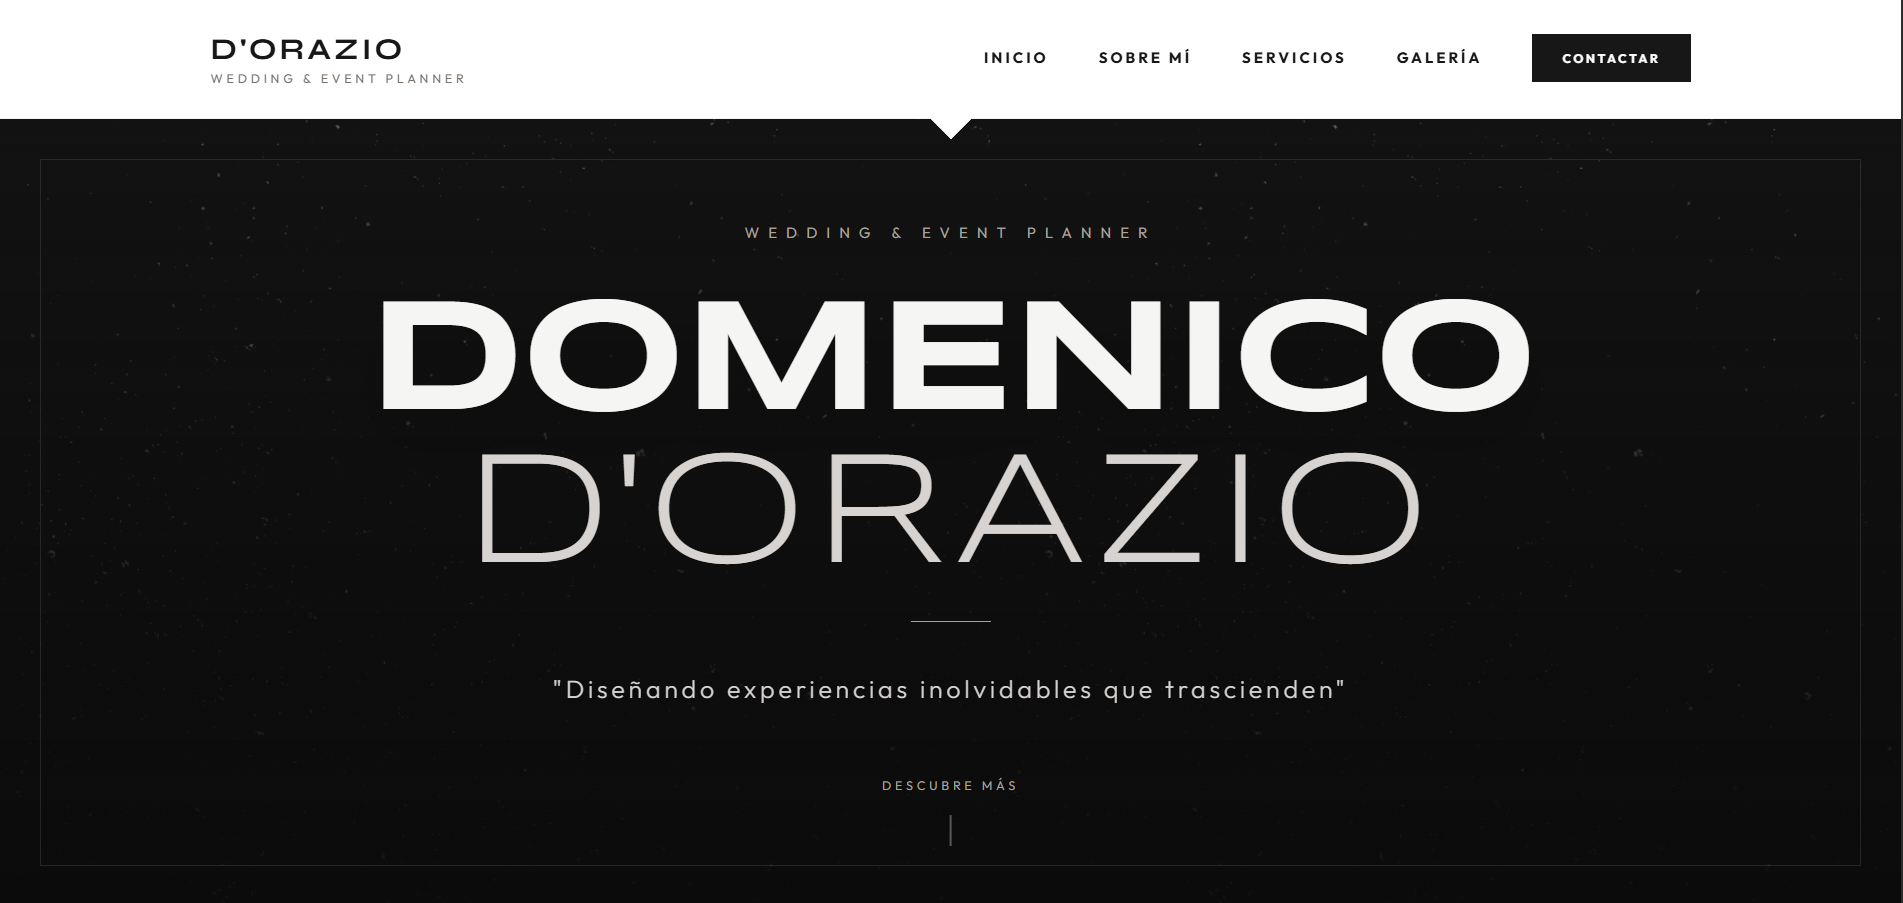 D'ORAZIO
WEDDING & EVENT PLANNER
INICIO SOBRE MÍ SERVICIOS GALERÍA CONTACTAR
WEDDING & EVENT PLANNER
DOMENICO
D'ORAZIO
"Diseñando experiencias inolvidables que trascienden"
DESCUBRE MÁS